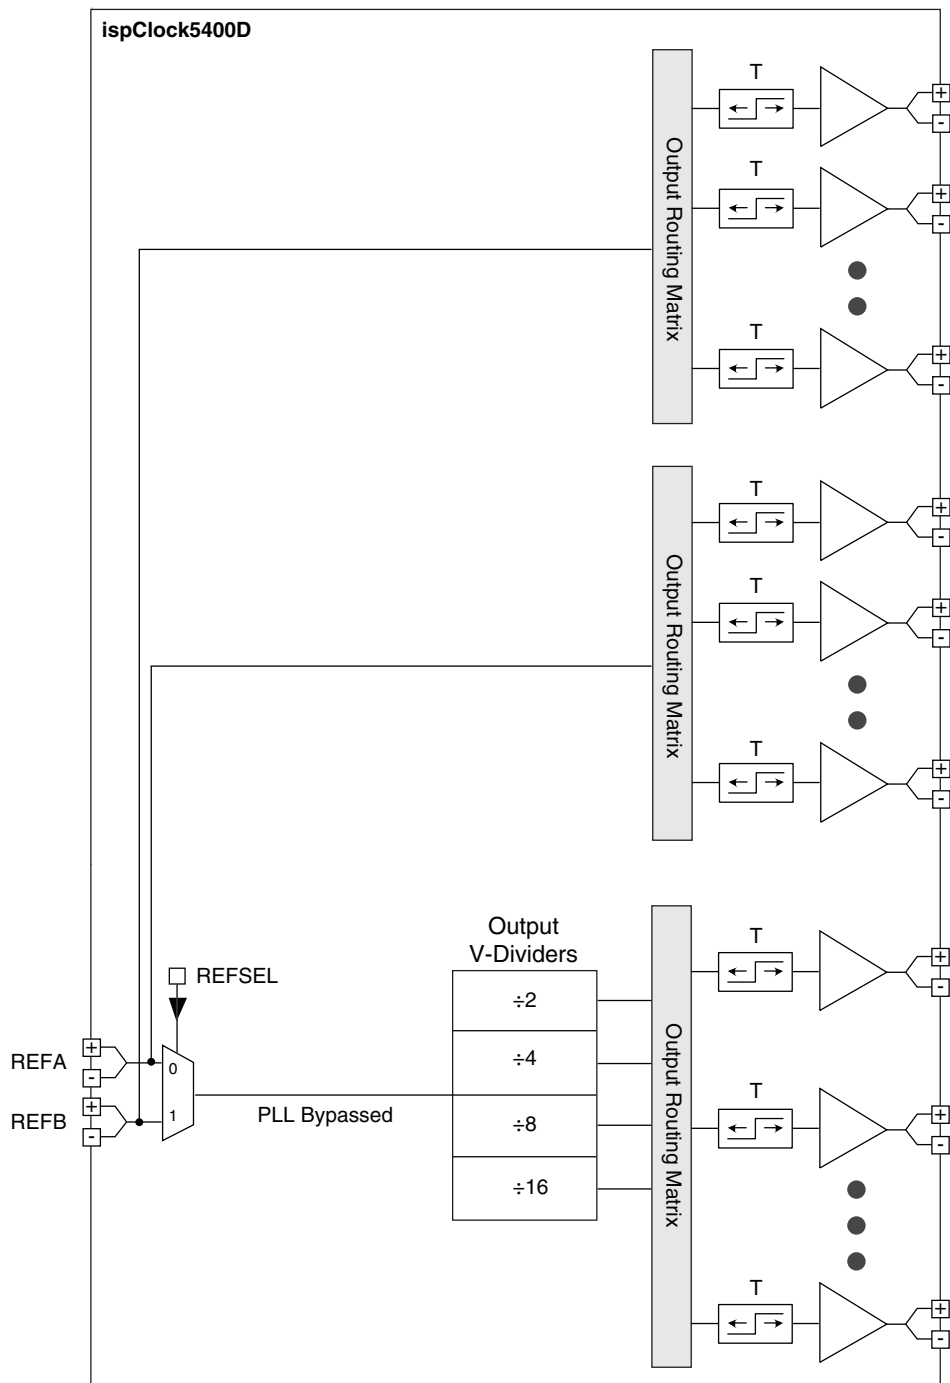 ispClock5400D
T
+
-
T
+
-
Output Routing Matrix
T
+
-
T
+
-
T
+
-
Output Routing Matrix
T
+
-
Output
V-Dividers
T
+
-
REFSEL
÷2
REFA
+
-
0
÷4
REFB
+
-
1
PLL Bypassed
÷8
÷16
Output Routing Matrix
T
+
-
T
+
-